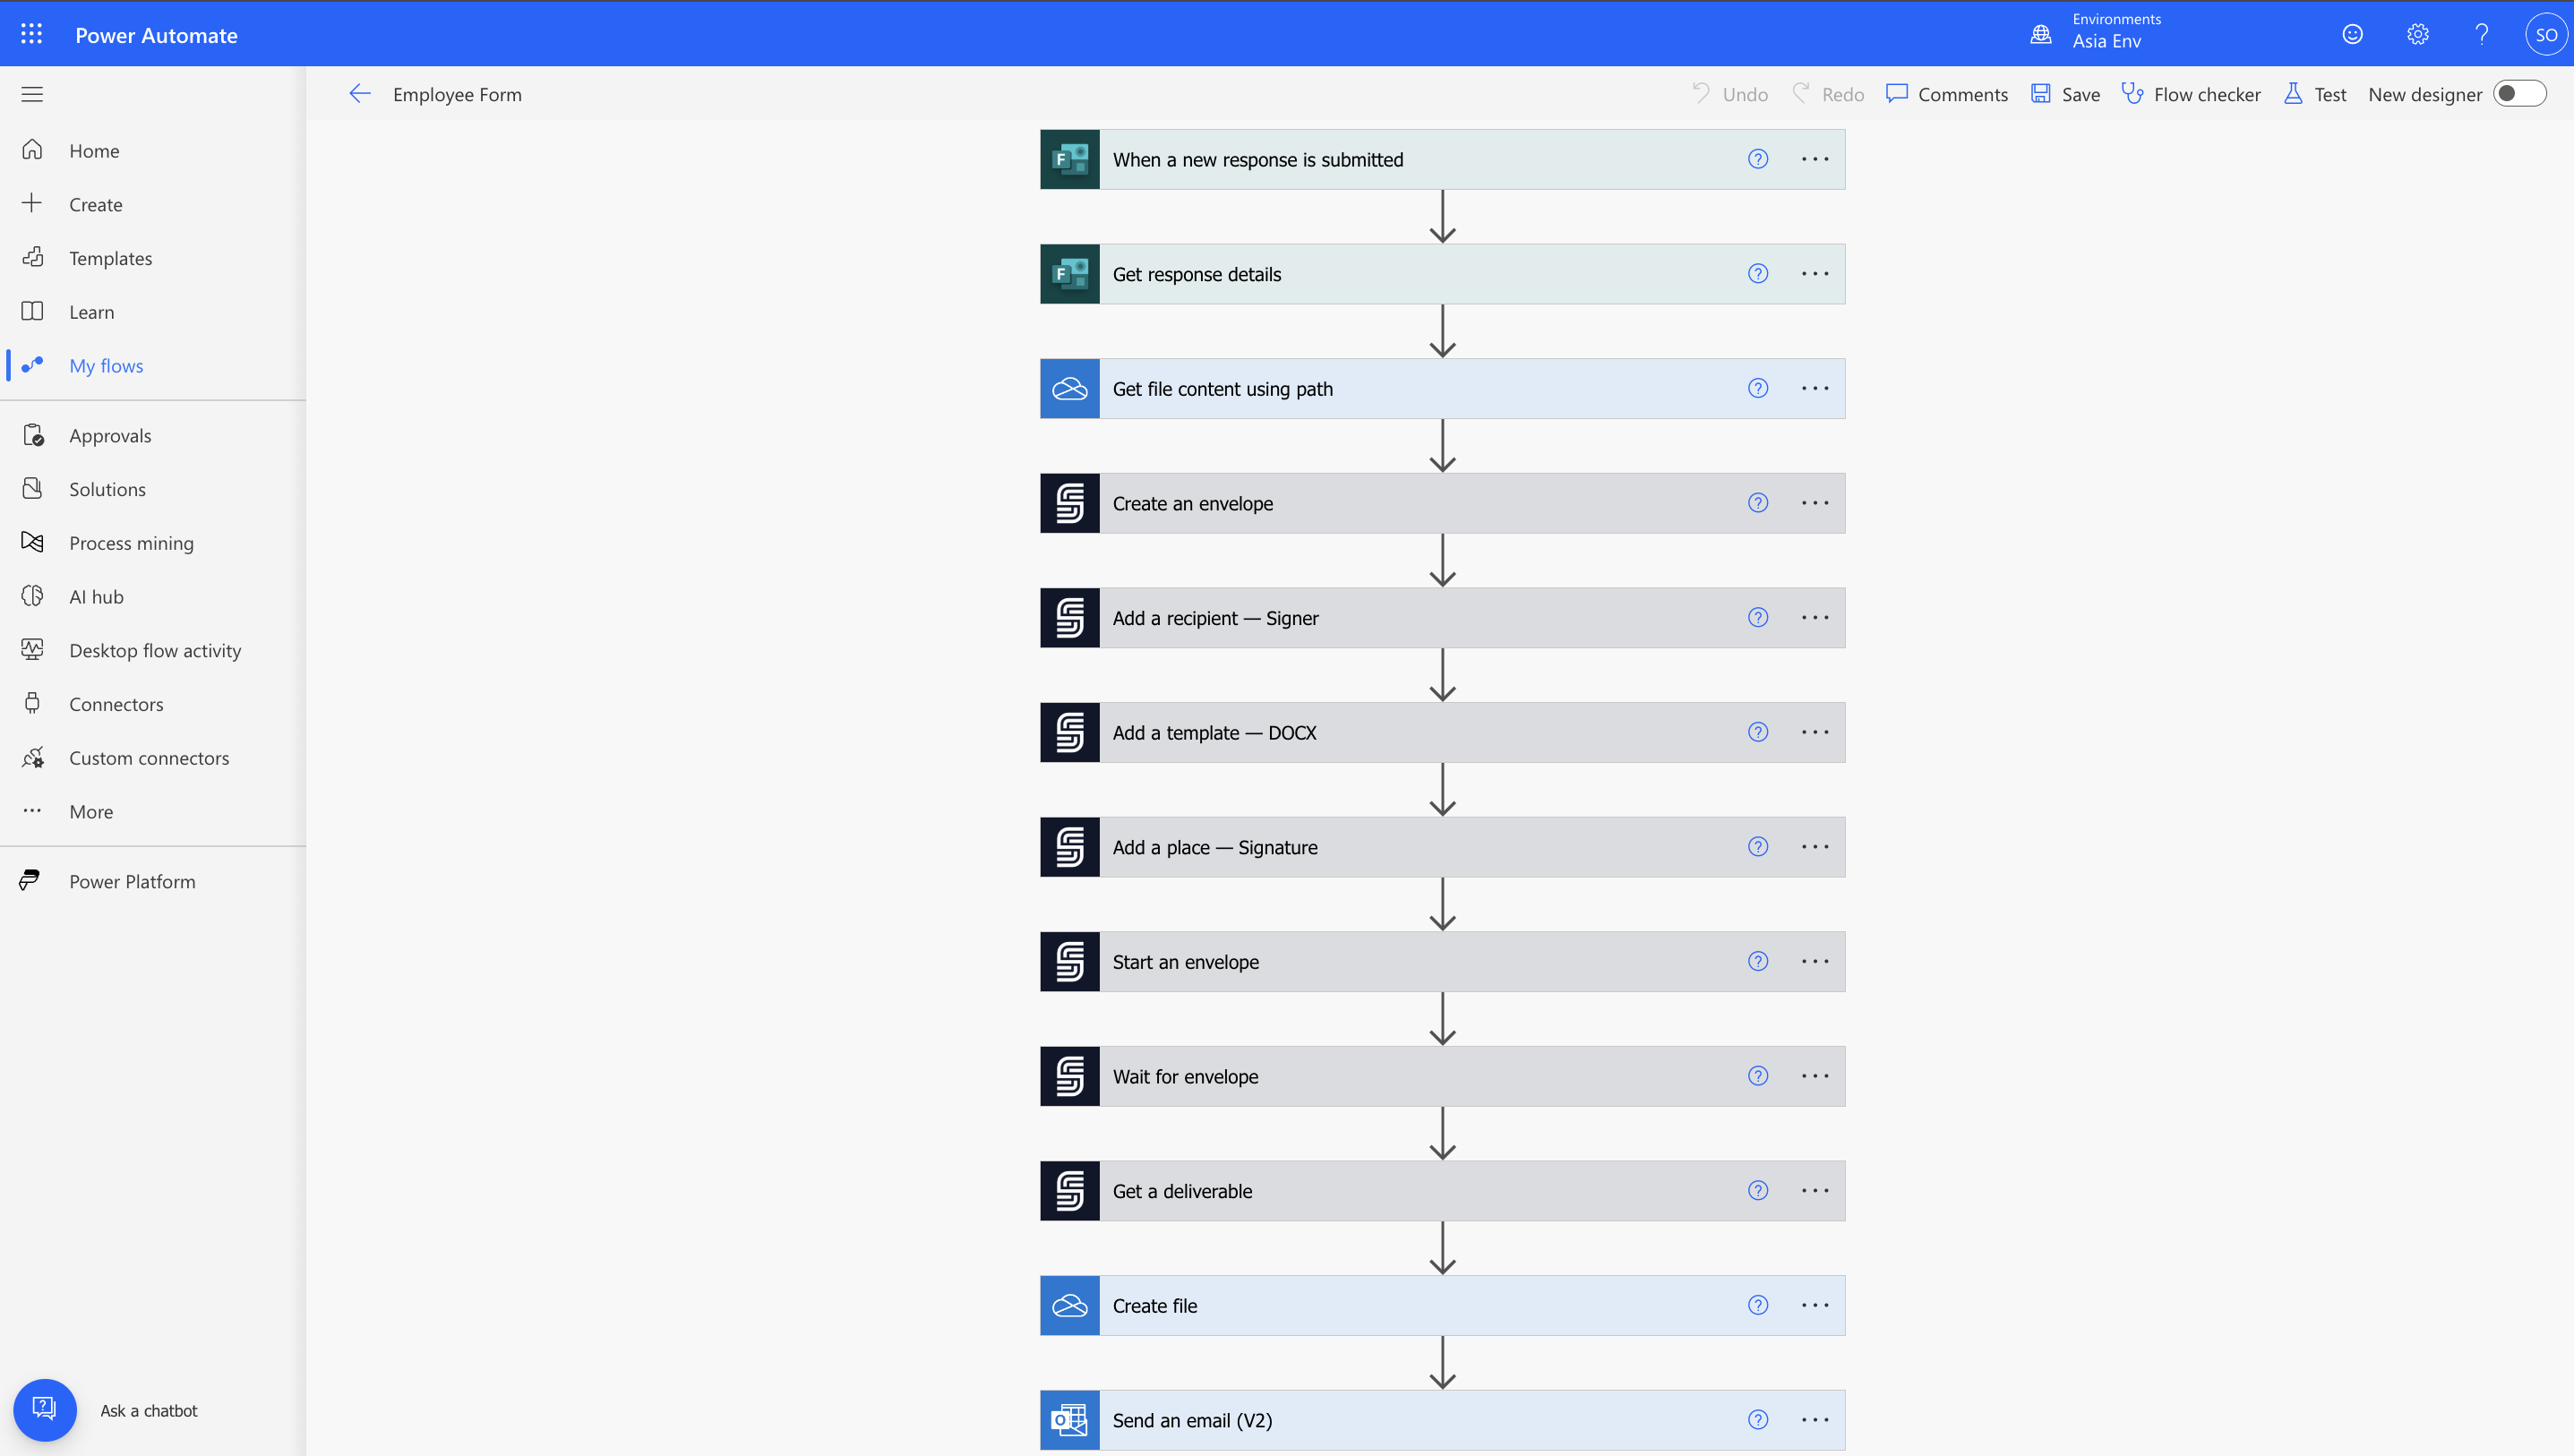 Power Automate
Environments
Asia Env
SO
Employee Form
Undo
Redo
Comments
Save
Flow checker
Test
New designer
Home
Create
Templates
Learn
My flows
Approvals
Solutions
Process mining
AI hub
Desktop flow activity
Connectors
Custom connectors
More
Power Platform
Ask a chatbot
When a new response is submitted
Get response details
Get file content using path
Create an envelope
Add a recipient — Signer
Add a template — DOCX
Add a place — Signature
Start an envelope
Wait for envelope
Get a deliverable
Create file
Send an email (V2)